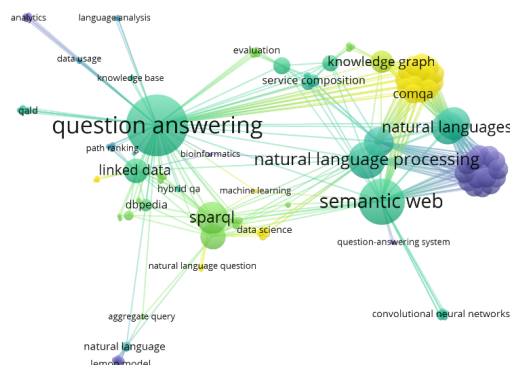 analytics
language analysis
evaluation
data usage
knowledge graph
knowledge base
service composition
comqa
qald
question answering
natural languages
path ranking
bioinformatics
natural language processing
linked data
hybrid qa
machine learning
semantic web
dbpedia
sparql
data science
question-answering system
natural language question
aggregate query
convolutional neural networks
natural language
lemon model